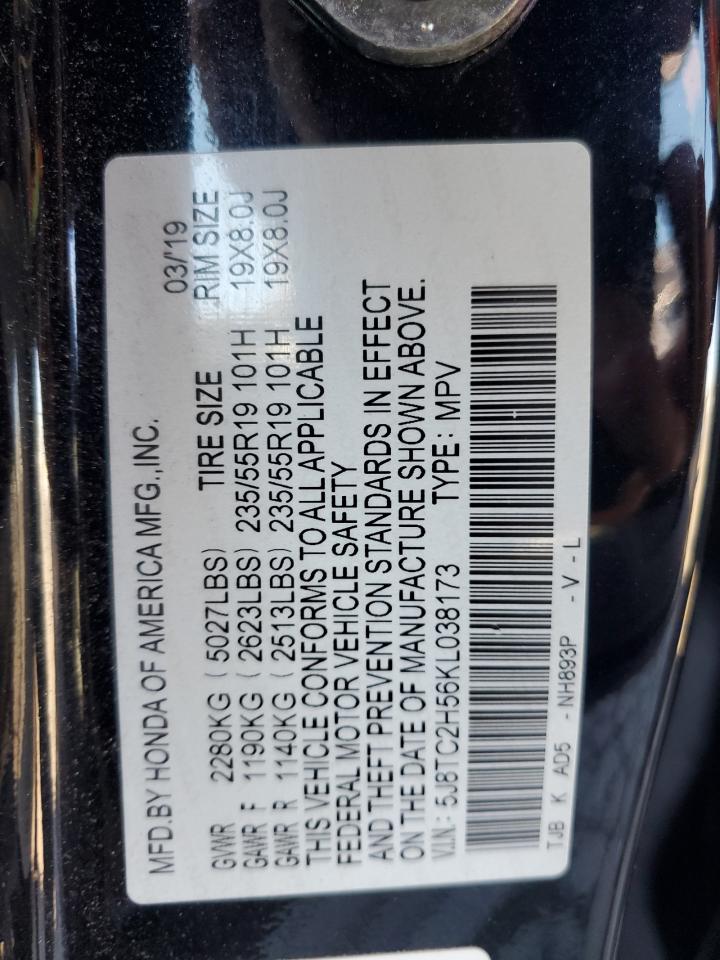 MFD.BY HONDA OF AMERICA MFG.,INC. 03/'19
GVWR 2280KG ( 5027LBS) TIRE SIZE RIM SIZE
GAWR F 1190KG ( 2623LBS) 235/55R19 101H 19X8.0J
GAWR R 1140KG ( 2513LBS) 235/55R19 101H 19X8.0J
THIS VEHICLE CONFORMS TO ALL APPLICABLE
FEDERAL MOTOR VEHICLE SAFETY
AND THEFT PREVENTION STANDARDS IN EFFECT
ON THE DATE OF MANUFACTURE SHOWN ABOVE.
V.I.N.: 5J8TC2H56KL038173 TYPE: MPV
TJB K AD5 -NH893P -V-L